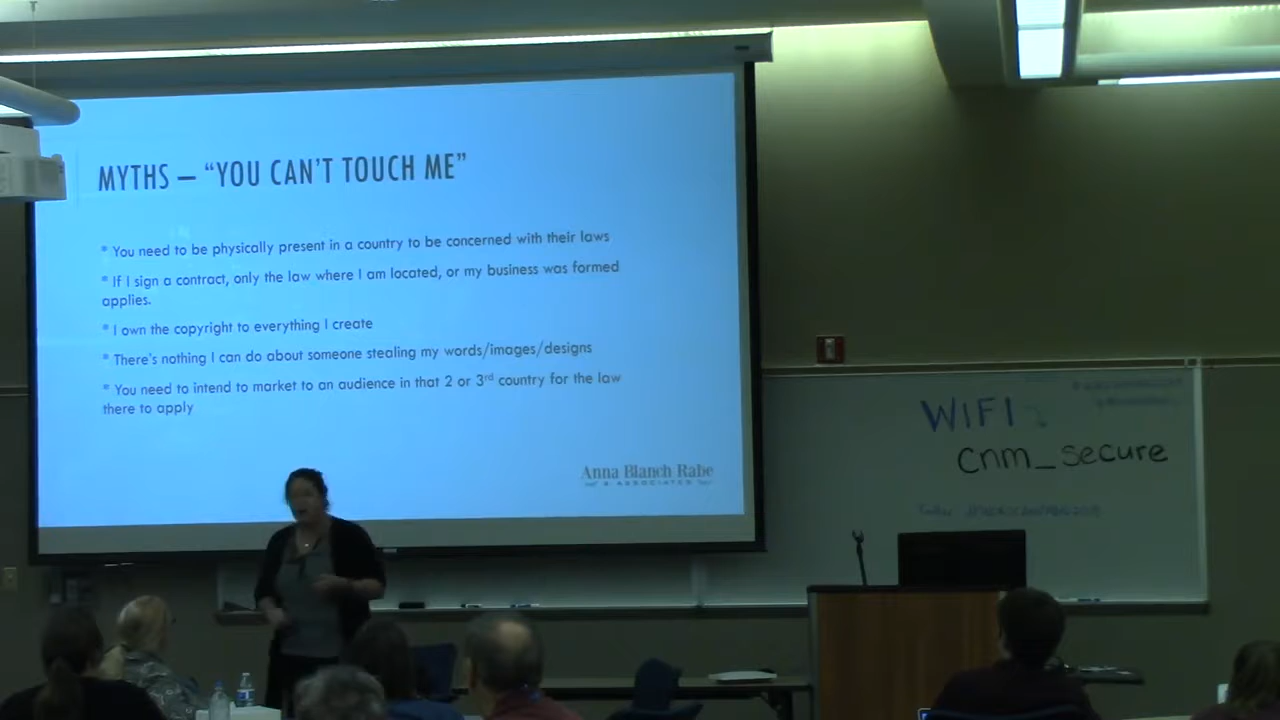 MYTHS – “YOU CAN’T TOUCH ME”
* You need to be physically present in a country to be concerned with their laws
* If I sign a contract, only the law where I am located, or my business was formed
applies.
* I own the copyright to everything I create
* There's nothing I can do about someone stealing my words/images/designs
* You need to intend to market to an audience in that 2 or 3rd country for the law
there to apply
Anna Blanch Rabe
& ASSOCIATES
WIFI:
cnm_secure